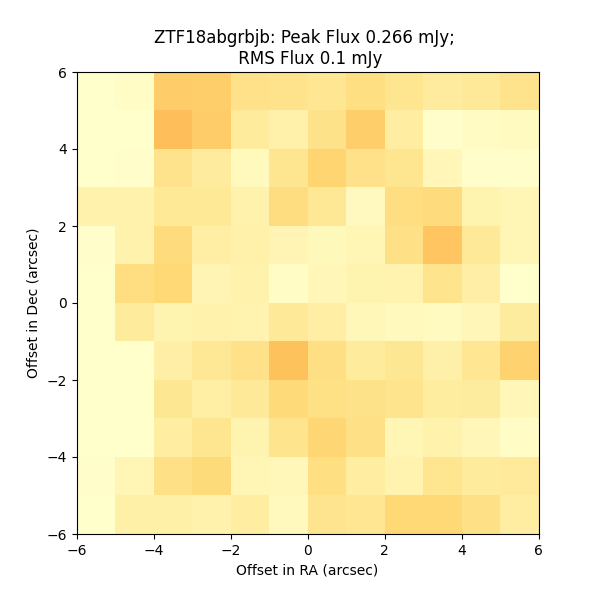 ZTF18abgrbjb: Peak Flux 0.266 mJy;
RMS Flux 0.1 mJy
6
4
2
0
−2
−4
−6
Offset in Dec (arcsec)
−6 −4 −2 0 2 4 6
Offset in RA (arcsec)